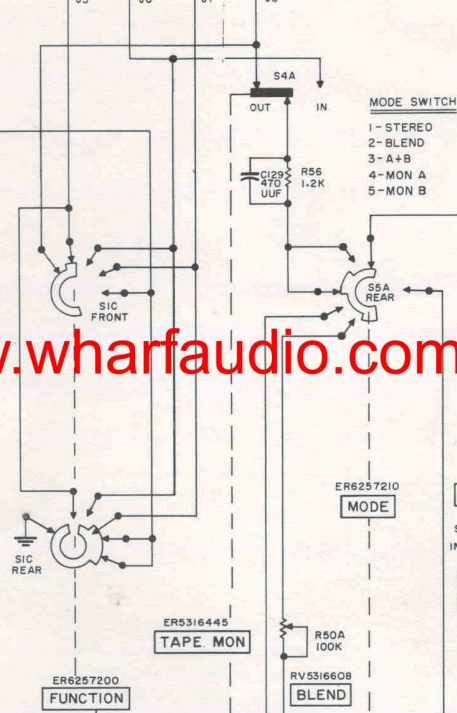 S4A
OUT
IN
MODE SWITCH
1-STEREO
2-BLEND
3-A+B
4-MON A
5-MON B
C129
470
UUF
R56
1.2K
S1C
FRONT
S5A
REAR
w.wharfaudio.com
ER6257210
MODE
S1C
REAR
ER5316445
TAPE MON
R50A
100K
RV5316608
BLEND
ER6257200
FUNCTION